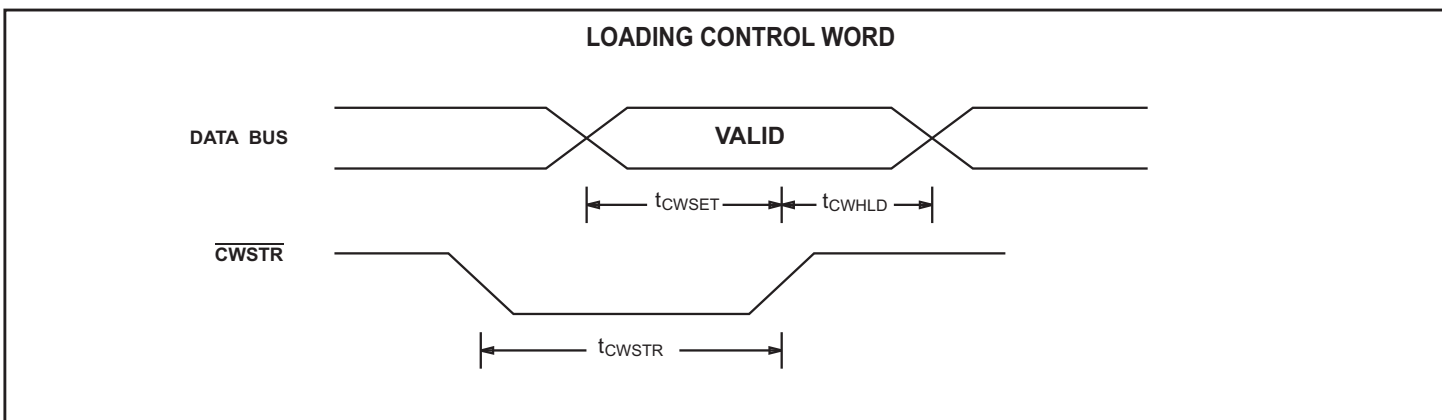 LOADING CONTROL WORD
DATA BUS
VALID
tCWSET
tCWHLD
CWSTR
tCWSTR